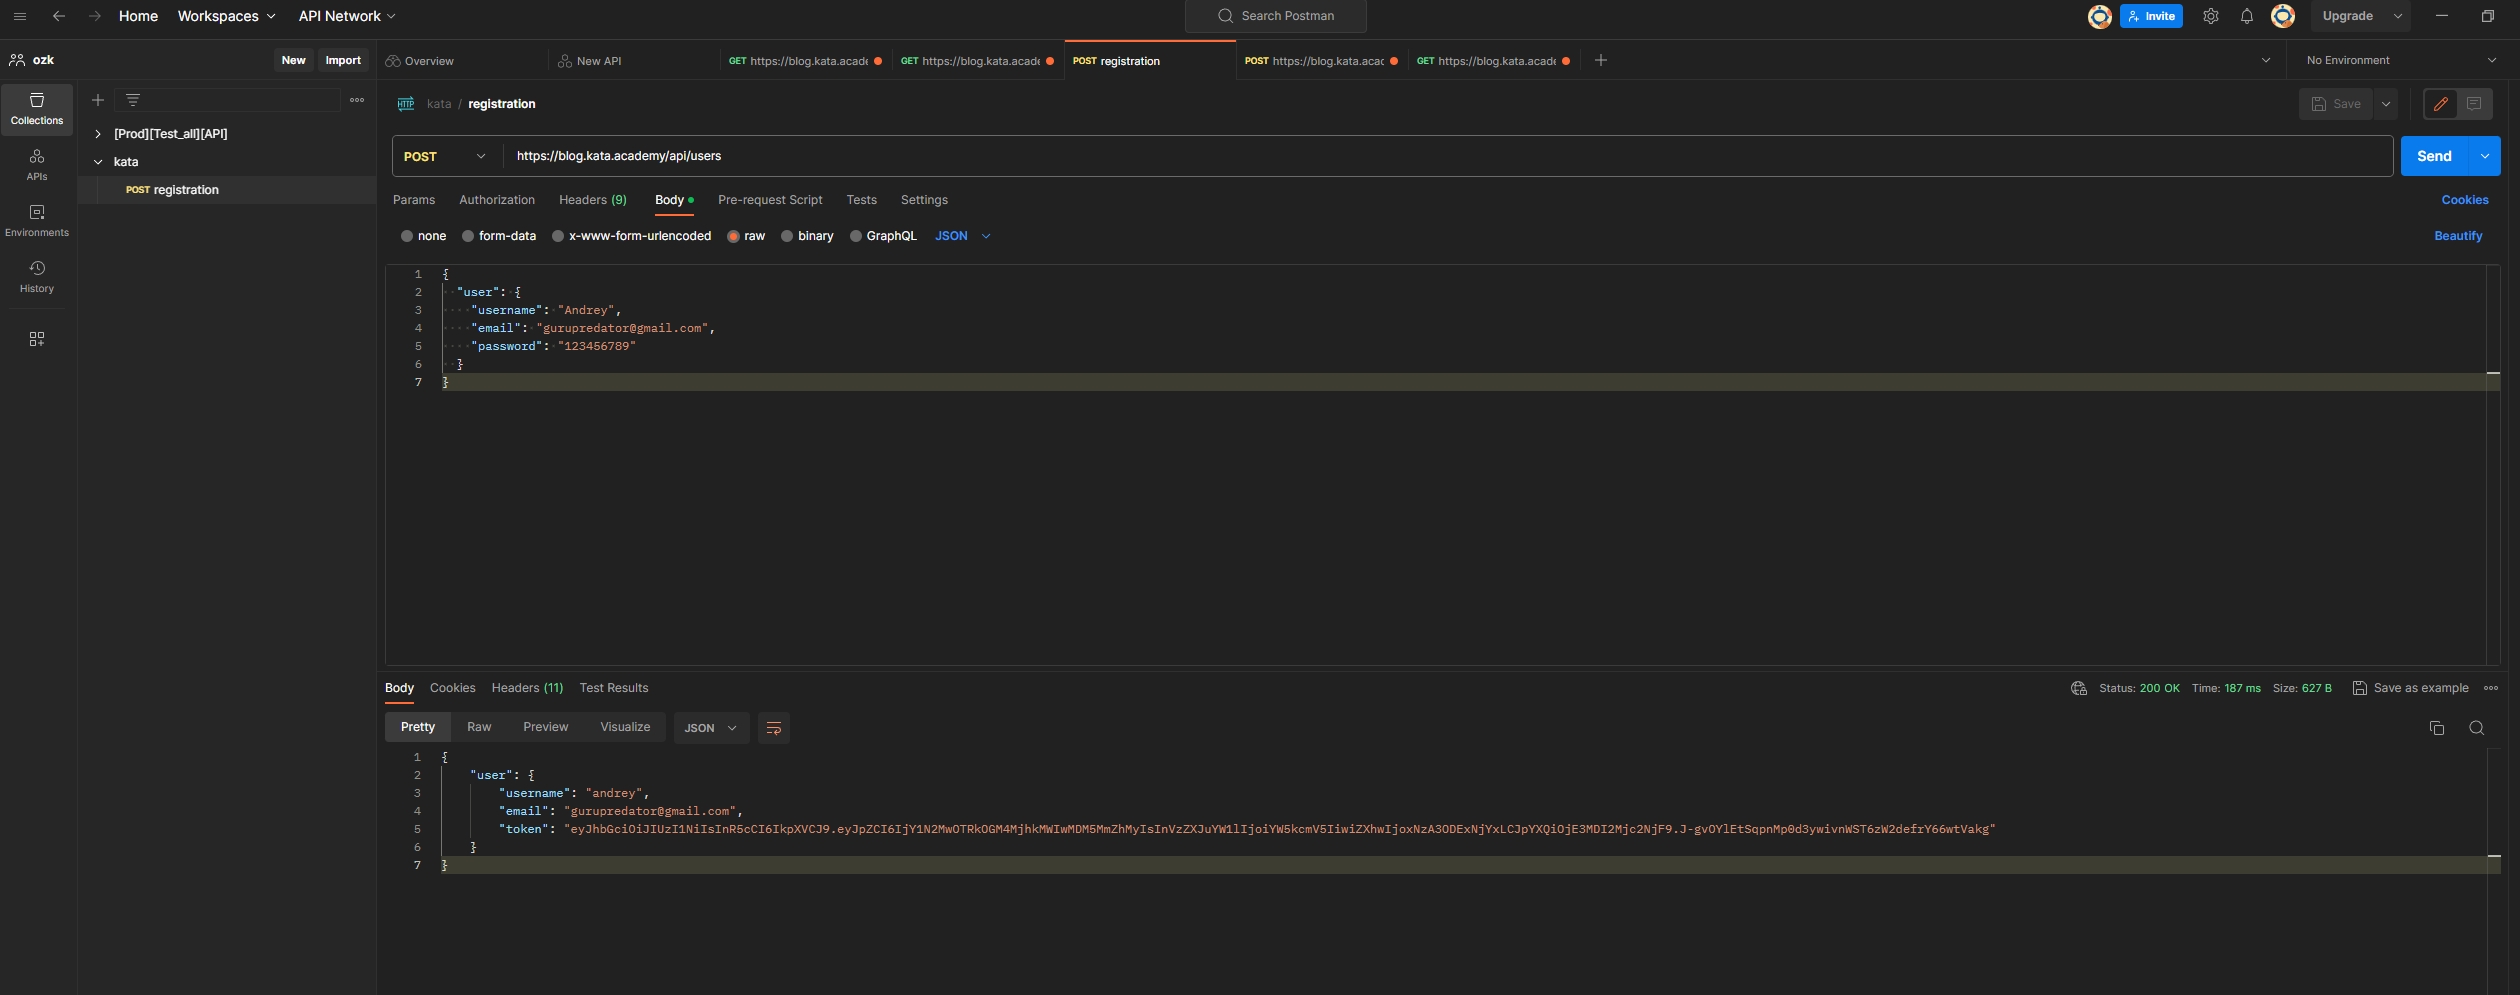 Home Workspaces API Network Search Postman Invite Upgrade
ozk New Import Overview New API GET https://blog.kata.acade GET https://blog.kata.acade POST registration POST https://blog.kata.acac GET https://blog.kata.acade No Environment
Collections
APIs
Environments
History
[Prod][Test_all][API]
kata
POST registration
HTTP kata / registration Save
POST https://blog.kata.academy/api/users Send
Params Authorization Headers (9) Body Pre-request Script Tests Settings Cookies
none form-data x-www-form-urlencoded raw binary GraphQL JSON Beautify
1 {
2 "user": {
3 "username": "Andrey",
4 "email": "gurupredator@gmail.com",
5 "password": "123456789"
6 }
7 }
Body Cookies Headers (11) Test Results Status: 200 OK Time: 187 ms Size: 627 B Save as example
Pretty Raw Preview Visualize JSON
1 {
2 "user": {
3 "username": "andrey",
4 "email": "gurupredator@gmail.com",
5 "token": "eyJhbGciOiJIUzI1NiIsInR5cCI6IkpXVCJ9.eyJpZCI6IjY1N2MwOTRkOGM4MjhkMWIwMDM5MmZhMyIsInVzZXJuYW1lIjoiYW5kcmV5IiwiZXhwIjoxNzA3ODExNjYxLCJpYXQiOjE3MDI2Mjc2NjF9.J-gvOYlEtSqpnMp0d3ywivnWST6zW2defrY66wtVakg"
6 }
7 }